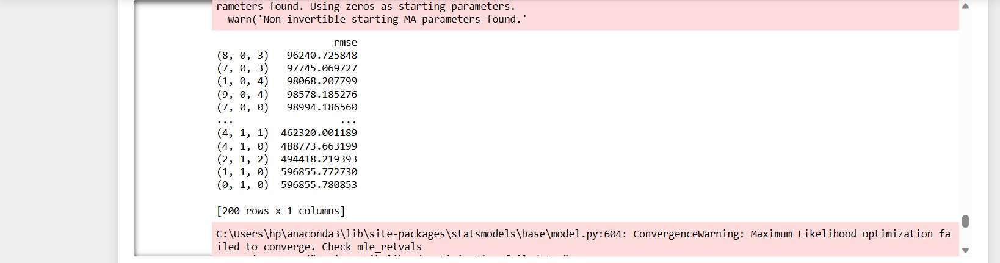 rameters found. Using zeros as starting parameters.
warn('Non-invertible starting MA parameters found.'
rmse
(8, 0, 3) 96240.725848
(7, 0, 3) 97745.069727
(1, 0, 4) 98068.207799
(9, 0, 4) 98578.185276
(7, 0, 0) 98994.186560
... ...
(4, 1, 1) 462320.001189
(4, 1, 0) 488773.663199
(2, 1, 2) 494418.219393
(1, 1, 0) 596855.772730
(0, 1, 0) 596855.780853
[200 rows x 1 columns]
C:\Users\hp\anaconda3\lib\site-packages\statsmodels\base\model.py:604: ConvergenceWarning: Maximum Likelihood optimization fa
iled to converge. Check mle_retvals